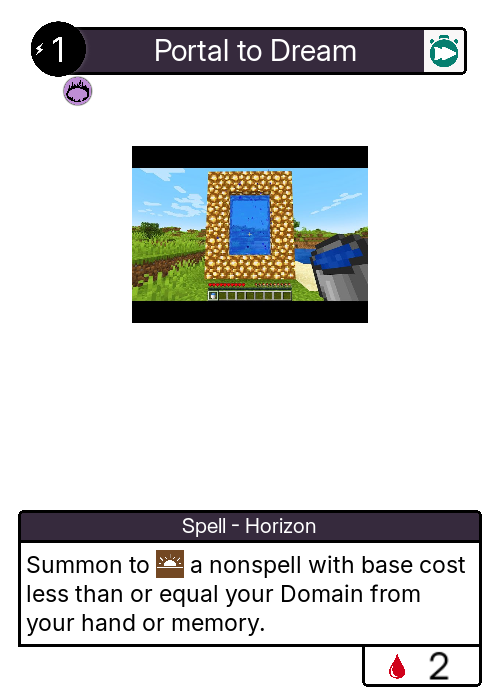 1
Portal to Dream
Spell - Horizon
Summon to a nonspell with base cost
less than or equal your Domain from
your hand or memory.
2